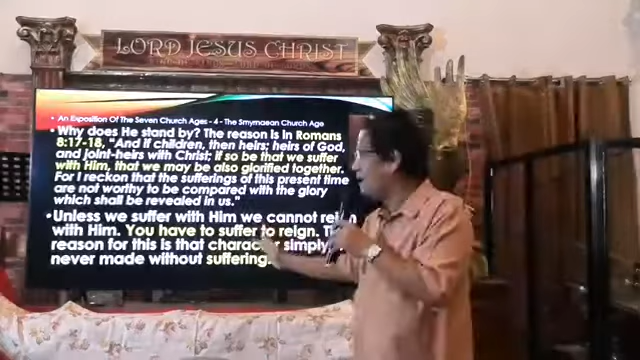 LORD JESUS CHRIST
• An Exposition Of The Seven Church Ages - 4 - The Smyrnaean Church Age
• Why does He stand by? The reason is in Romans
8:17-18, "And if children, then heirs; heirs of God,
and joint-heirs with Christ; if so be that we suffer
with Him, that we may be also glorified together.
For I reckon that the sufferings of this present time
are not worthy to be compared with the glory
which shall be revealed in us."
• Unless we suffer with Him we cannot reign
with Him. You have to suffer to reign. T
reason for this is that character simply
never made without suffering.